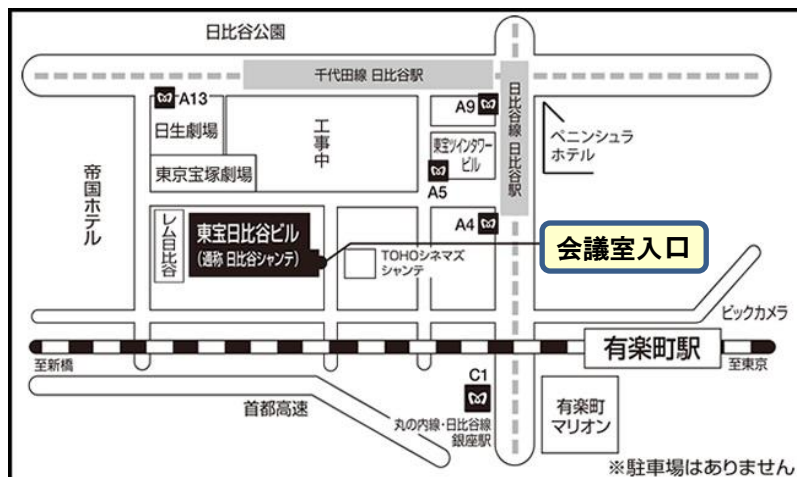 日比谷公園
千代田線 日比谷駅
A13
A9
日生劇場
工事中
東宝ツインタワー
ビル
日比谷線 日比谷駅
ペニンシュラ
ホテル
帝国ホテル
東京宝塚劇場
A5
A4
レム日比谷
東宝日比谷ビル
(通称 日比谷シャンテ)
TOHOシネマズ
シャンテ
会議室入口
ビックカメラ
有楽町駅
至新橋
至東京
C1
首都高速
丸の内線・日比谷線
銀座駅
有楽町
マリオン
※駐車場はありません